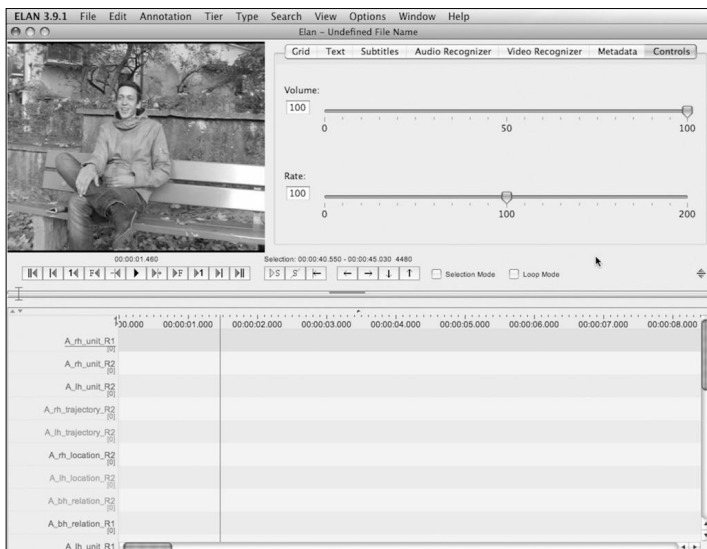 ELAN 3.9.1 File Edit Annotation Tier Type Search View Options Window Help
Elan – Undefined File Name
Grid Text Subtitles Audio Recognizer Video Recognizer Metadata Controls
Volume:
100
0 50 100
Rate:
100
0 100 200
00:00:01.460
Selection: 00:00:40.550 - 00:00:45.030 4480
1 F F 1 S S Selection Mode Loop Mode
00.000 00:00:01.000 00:00:02.000 00:00:03.000 00:00:04.000 00:00:05.000 00:00:06.000 00:00:07.000 00:00:08.000
A_rh_unit_R1
[0]
A_rh_unit_R2
[0]
A_lh_unit_R2
[0]
A_rh_trajectory_R2
[0]
A_lh_trajectory_R2
[0]
A_rh_location_R2
[0]
A_lh_location_R2
[0]
A_bh_relation_R2
[0]
A_bh_relation_R1
[0]
A_lh_unit_R1